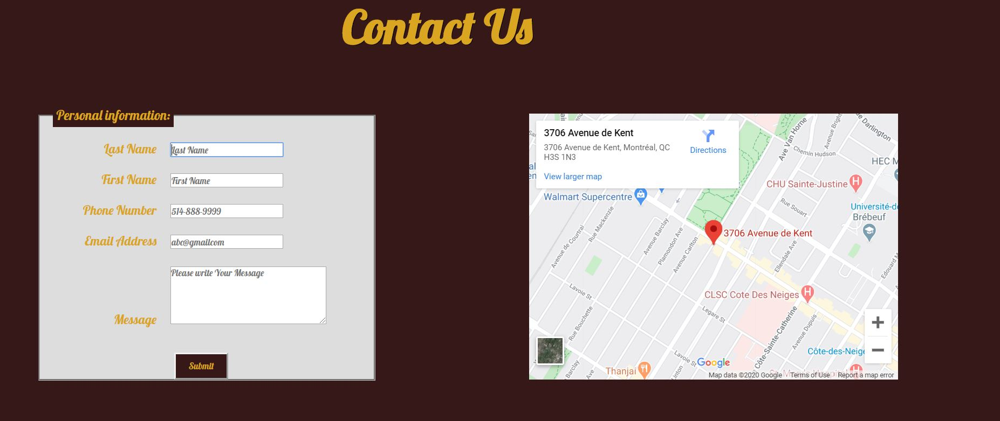 Contact Us
Personal information:
Last Name
Last Name
First Name
First Name
Phone Number
514-888-9999
Email Address
abc@gmailcom
Please write Your Message
Message
Submit
3706 Avenue de Kent
3706 Avenue de Kent, Montréal, QC
H3S 1N3
Directions
View larger map
Ave Van Horne
Avenue Brigh
de Darlington
Chemin Hudson
HEC M
CHU Sainte-Justine
Walmart Supercentre
Rue Souart
Université-de
Brébeuf
Rue Mackenzie
Avenue de Courtrai
Avenue Barclay
Plamondon Ave
Avenue Carlton
3706 Avenue de Kent
Ellendale Ave
Edouard M
Lavoie St
CLSC Cote Des Neiges
Legare St
Rue Bouchette
Côte-Sainte-Catherine
Avenue Dupuis
Côte-des-Neige
Lavoie S
Barclay
Ave
Linton
Thanjai
Google
St. Mary's Hospital
Map data ©2020 Google
Terms of Use
Report a map error